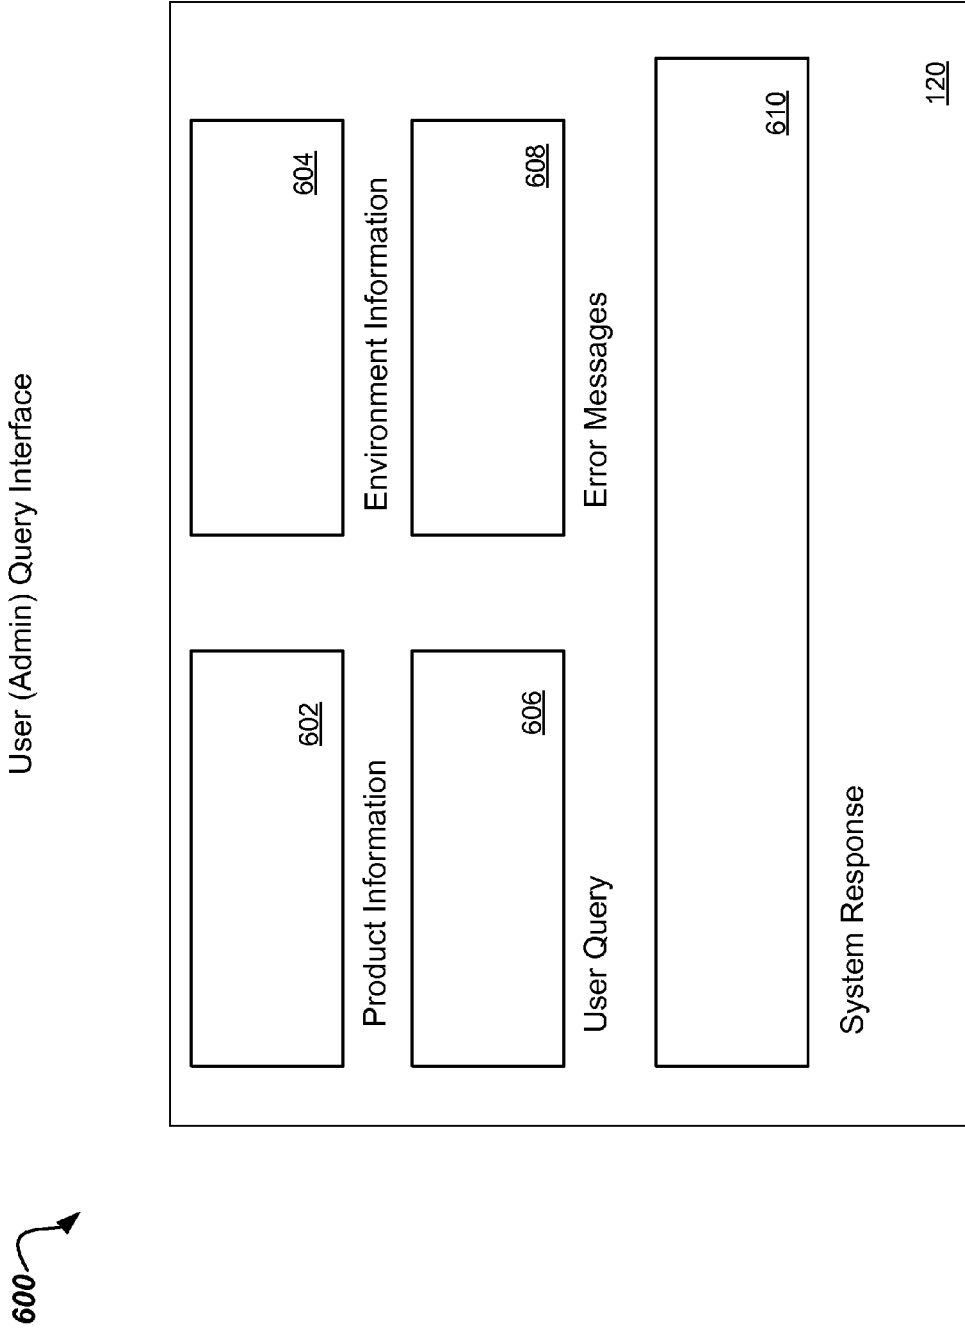 600
User (Admin) Query Interface
602
604
Product Information
Environment Information
606
608
User Query
Error Messages
610
System Response
120